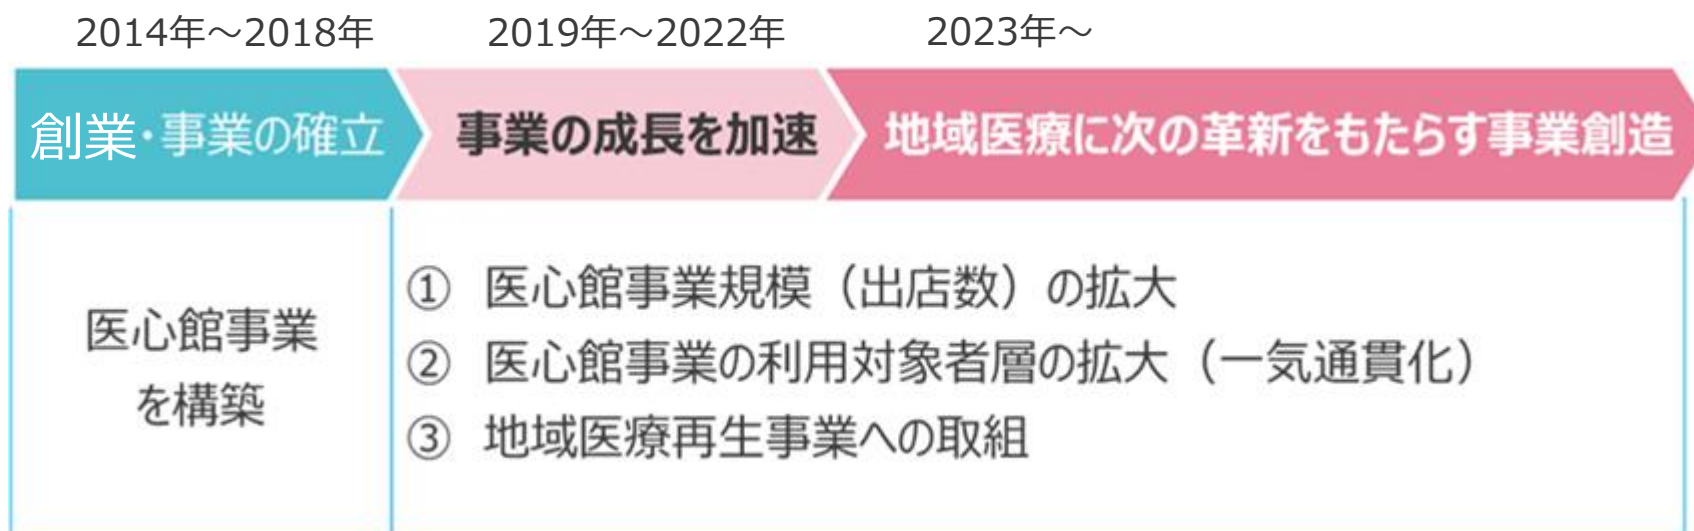 2014年～2018年
2019年～2022年
2023年～
創業・事業の確立
事業の成長を加速
地域医療に次の革新をもたらす事業創造
医心館事業
を構築
① 医心館事業規模（出店数）の拡大
② 医心館事業の利用対象者層の拡大（一気通貫化）
③ 地域医療再生事業への取組